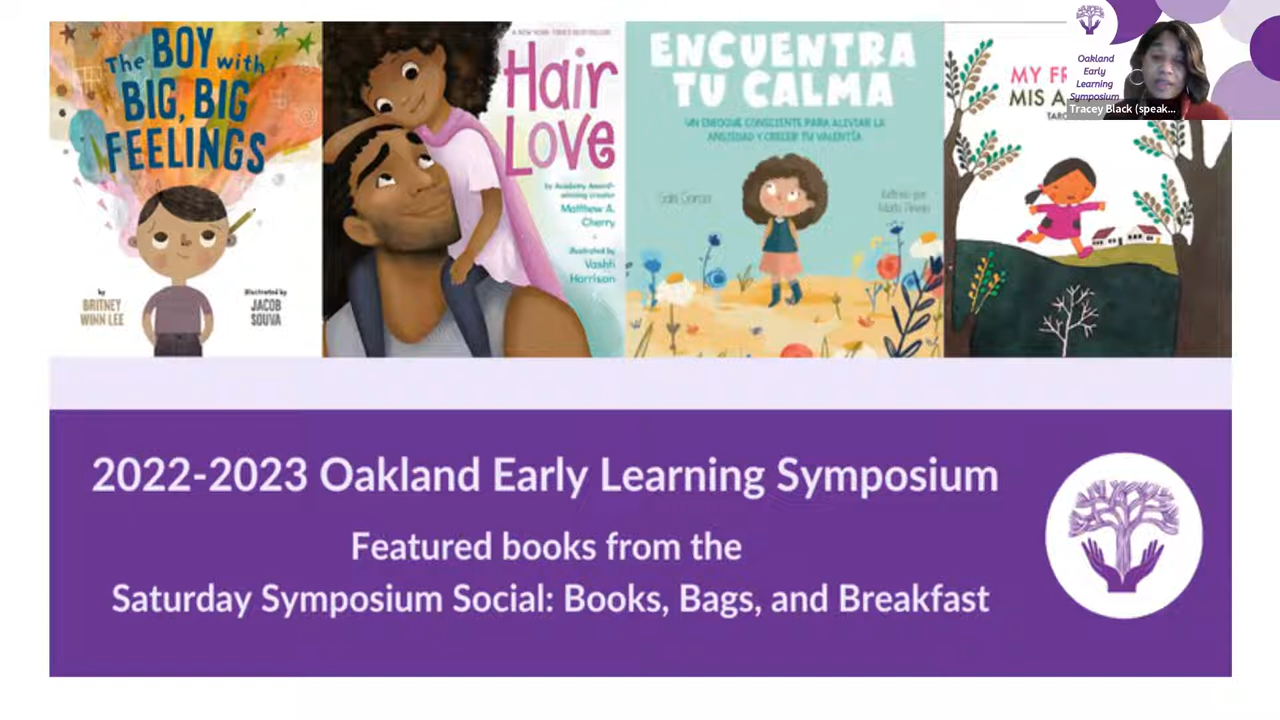 The BOY with
BIG, BIG
FEELINGS
by
BRITNEY
WINN LEE
Illustrated by
JACOB
SOUVA
A NEW YORK TIMES BESTSELLER
Hair
Love
by Academy Award-
winning creator
Matthew A.
Cherry
Illustrated by
Vashti
Harrison
ENCUENTRA
TU CALMA
UN ENFOQUE CONSCIENTE PARA ALIVIAR LA
ANSIEDAD Y CRECER TU VALENTÍA
Ilustrado por
MY
MIS
Oakland
Early
Learning
Symposium
Tracey Black (speak...
2022-2023 Oakland Early Learning Symposium
Featured books from the
Saturday Symposium Social: Books, Bags, and Breakfast